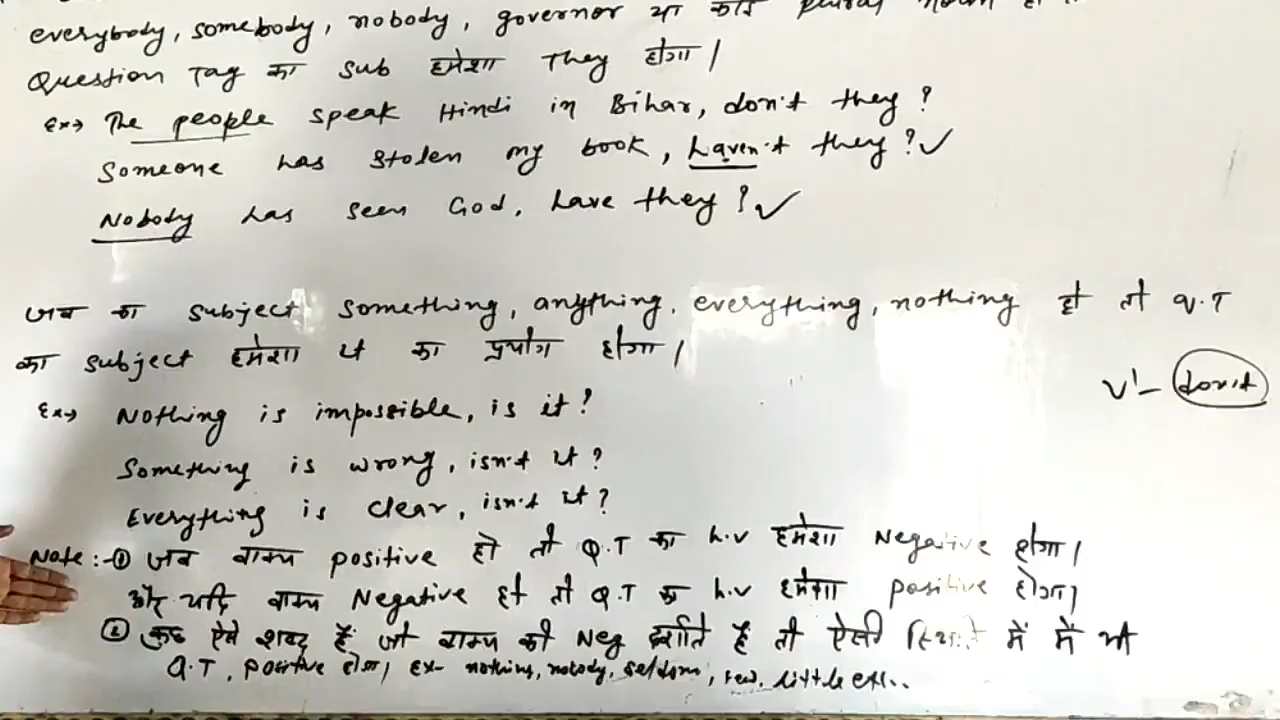 everybody, somebody, nobody, governor या कोई plural noun
Question Tag का sub हमेशा They होगा।
Ex→ The people speak Hindi in Bihar, don't they?
Someone has stolen my book, haven't they?✓
Nobody has seen God, have they?✓
जब का subject something, anything, everything, nothing हो तो Q.T
का subject हमेशा it का प्रयोग होगा।
V¹– don't
Ex→ Nothing is impossible, is it?
Something is wrong, isn't it?
Everything is clear, isn't it?
Note:-① जब वाक्य positive हो तो Q.T का h.v हमेशा Negative होगा।
और यदि वाक्य Negative हो तो Q.T का h.v हमेशा positive होगा।
② कुछ ऐसे शब्द हैं जो वाक्य को Neg दर्शाते हैं तो ऐसी स्थिति में में भी
Q.T, positive होगा, Ex- nothing, nobody, seldom, few, little etc..